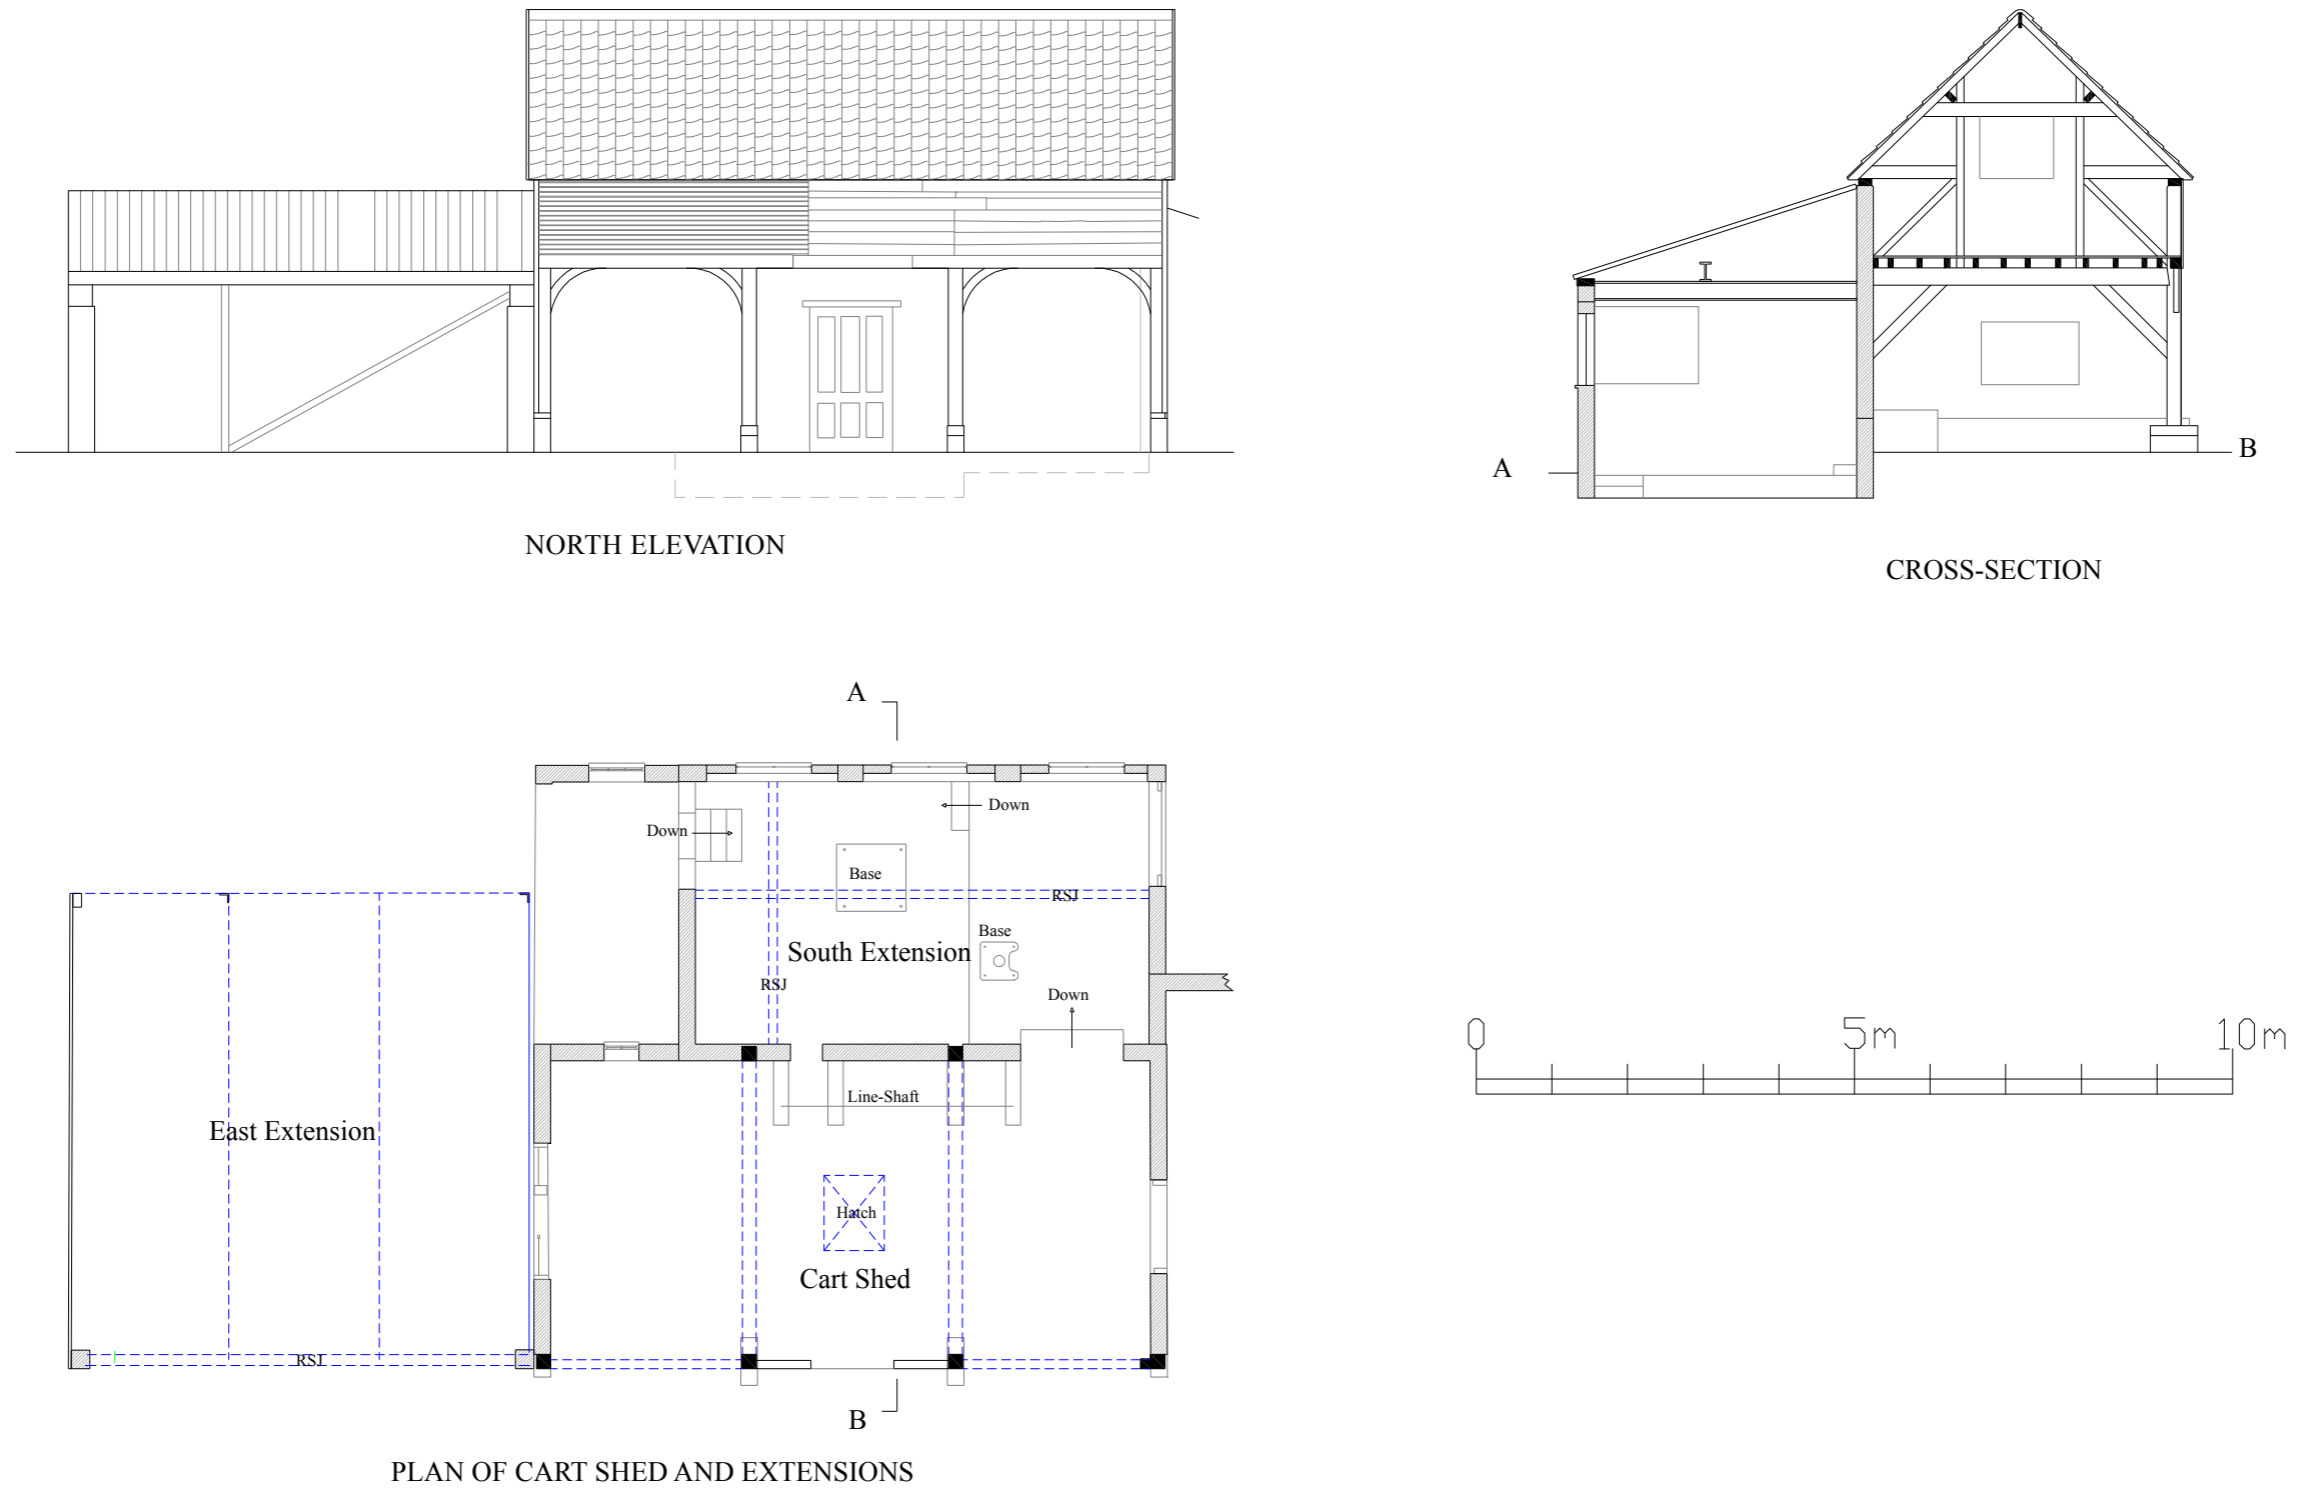 A
B
NORTH ELEVATION
CROSS-SECTION
A
Down
Down
Base
RSJ
Base
South Extension
RSJ
Down
0
5m
10m
Line-Shaft
East Extension
Hatch
Cart Shed
RSJ
B
PLAN OF CART SHED AND EXTENSIONS